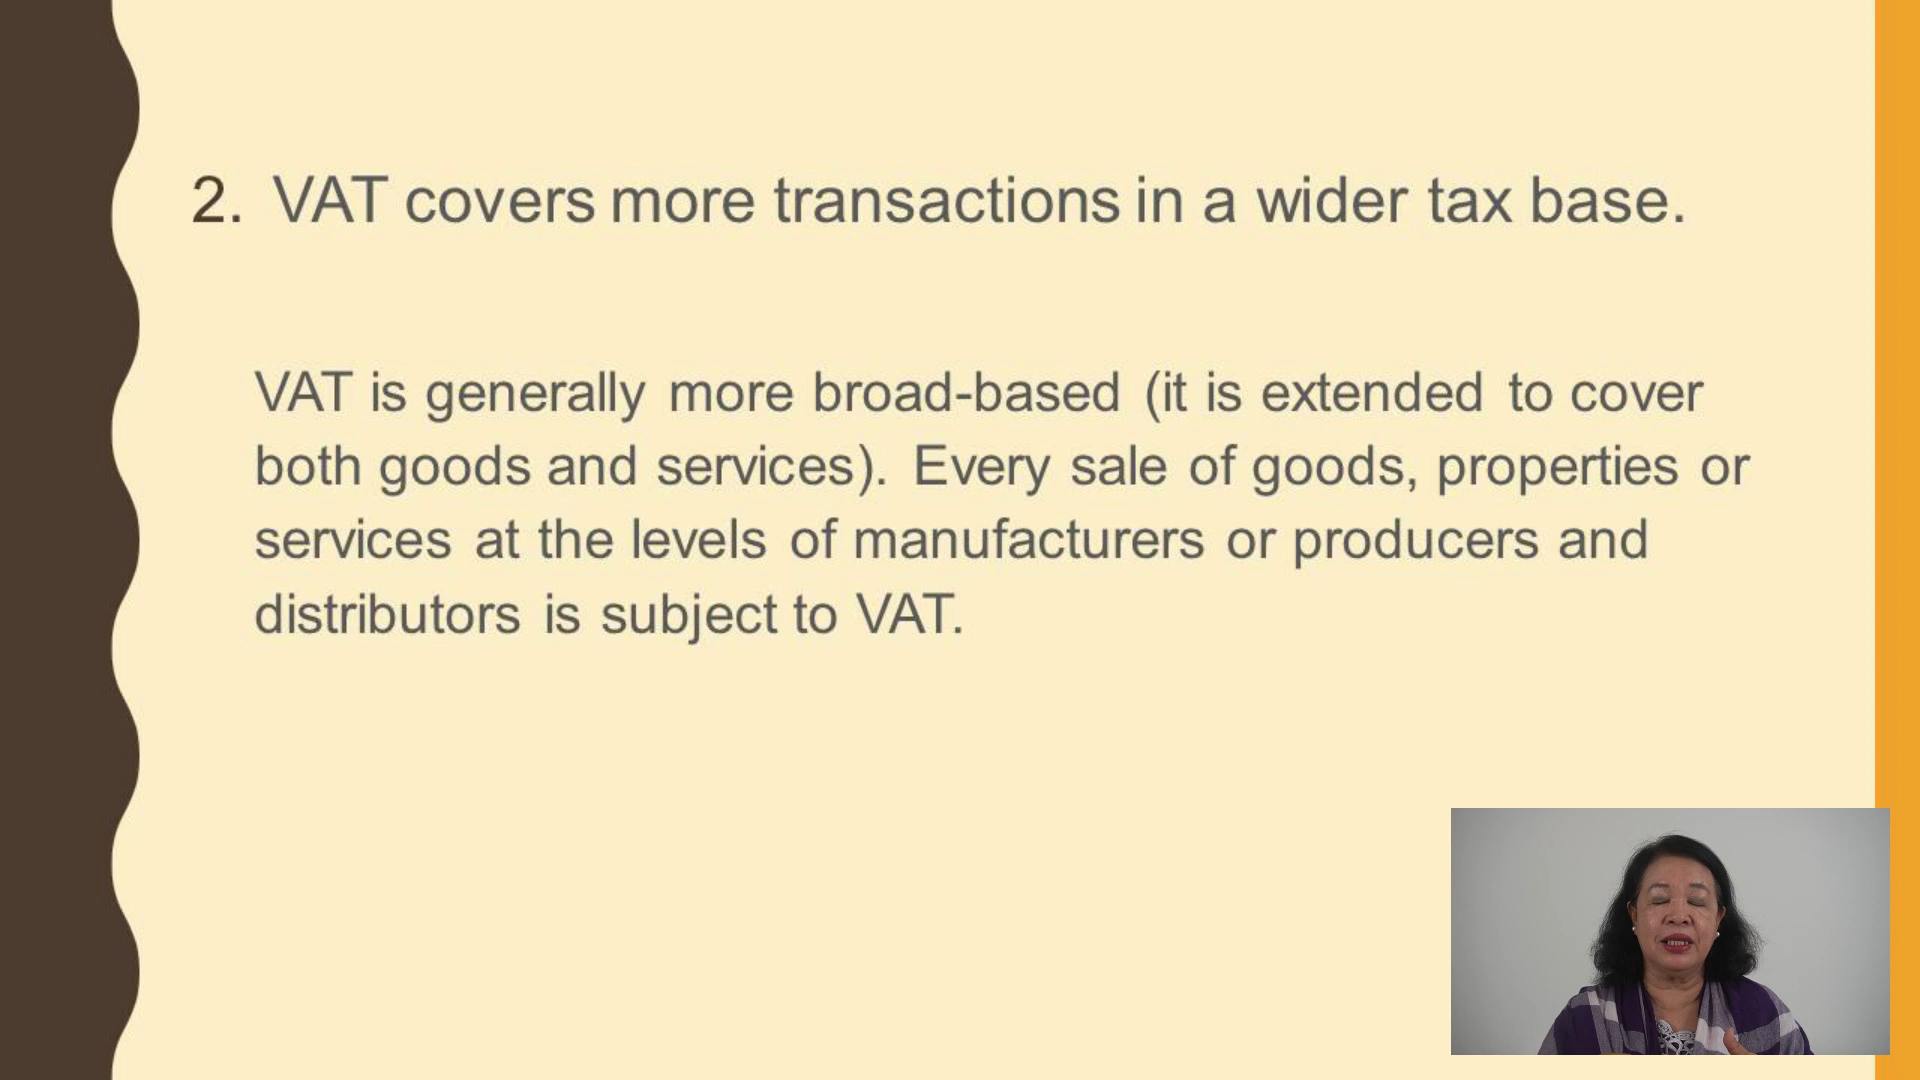 2. VAT covers more transactions in a wider tax base.
VAT is generally more broad-based (it is extended to cover
both goods and services). Every sale of goods, properties or
services at the levels of manufacturers or producers and
distributors is subject to VAT.